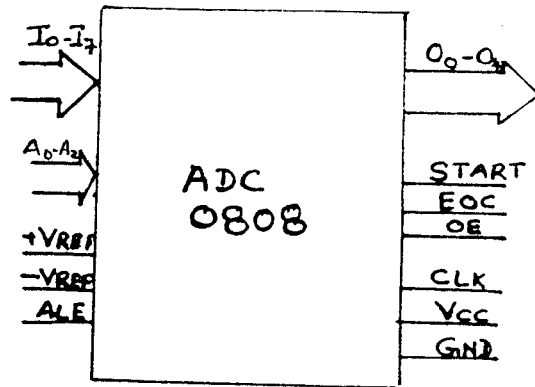 I0-I7
A0-A2
+VREF
-VREF
ALE
ADC
0808
O0-O7
START
EOC
OE
CLK
VCC
GND